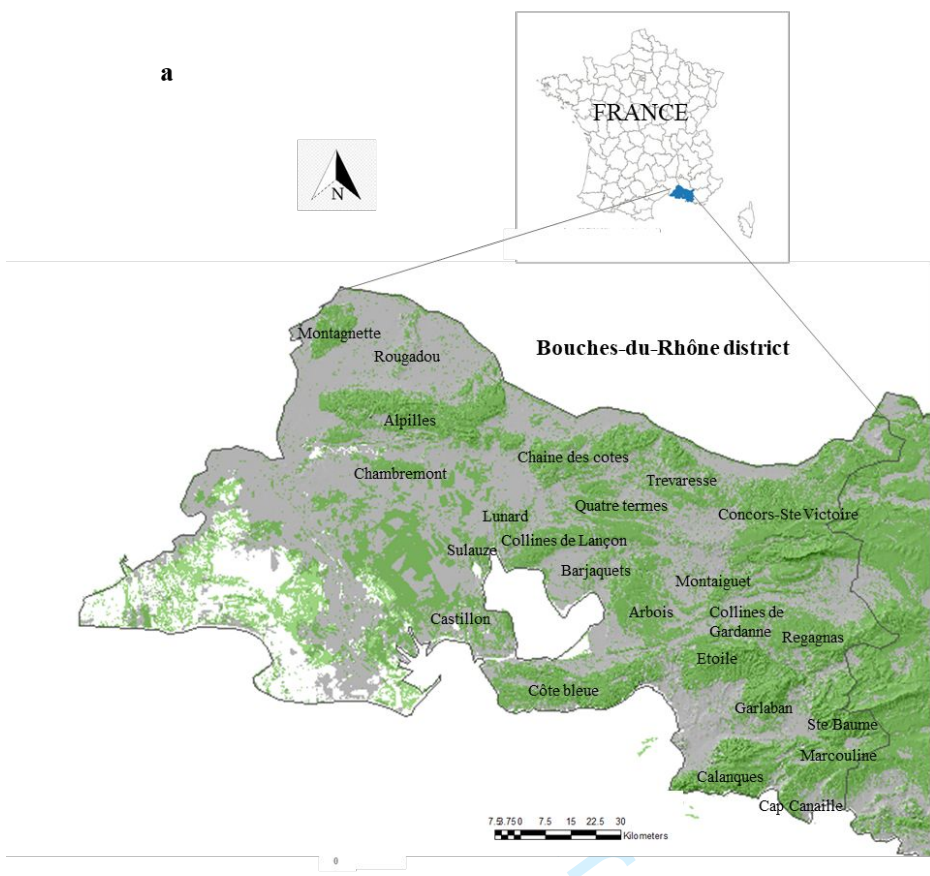 a
FRANCE
N
Bouches-du-Rhône district
Montagnette
Rougadou
Alpilles
Chaine des cotes
Chambremont
Trevaresse
Quatre termes
Lunard
Concors-Ste Victoire
Collines de Lançon
Sulauze
Barjaquets
Montaiguet
Castillon
Arbois
Collines de
Gardanne
Regagnas
Etoile
Côte bleue
Garlaban
Ste Baume
Marcouline
Calanques
Cap Canaille
7.5 3.75 0 7.5 15 22.5 30
Kilometers
0